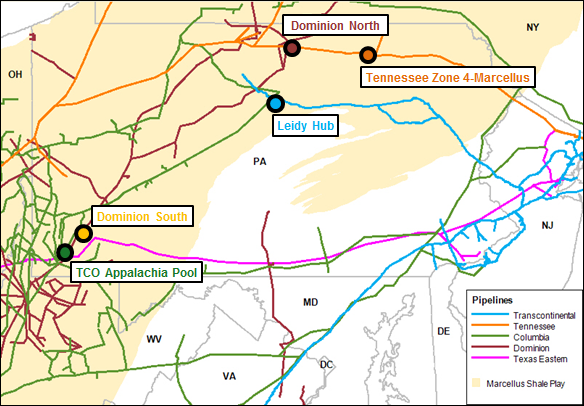 Dominion North
NY
OH
Tennessee Zone 4-Marcellus
Leidy Hub
PA
Dominion South
NJ
TCO Appalachia Pool
MD
WV
DE
VA
DC
Pipelines
Transcontinental
Tennessee
Columbia
Dominion
Texas Eastern
Marcellus Shale Play